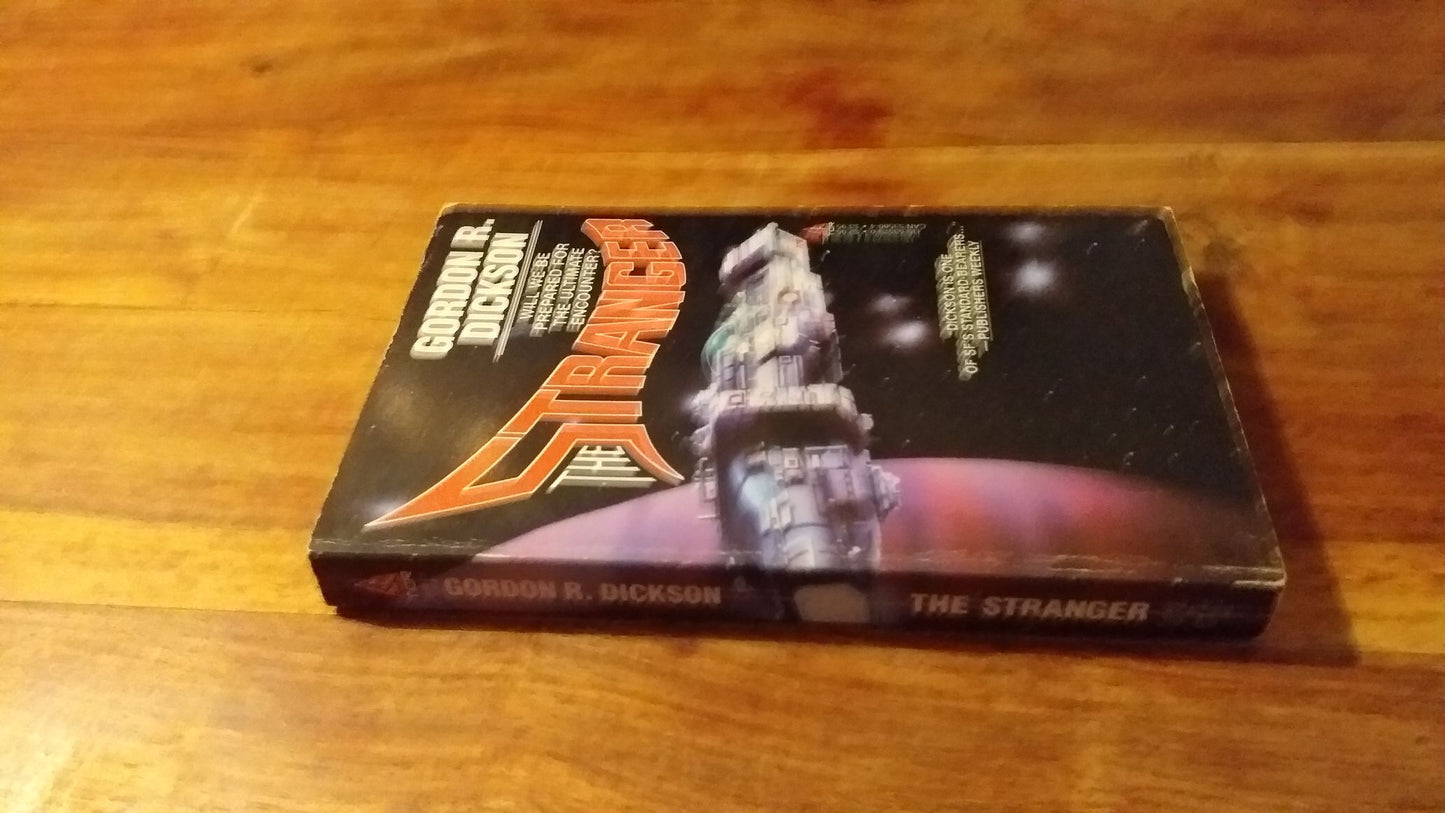 GORDON R.
DICKSON
WILL WE BE
PREPARED FOR
THE ULTIMATE
ENCOUNTER?
THE
STRANGER
TOR
DICKSON IS ONE
OF SF'S STANDARD-BEARERS...
—PUBLISHERS WEEKLY
GORDON R. DICKSON
THE STRANGER